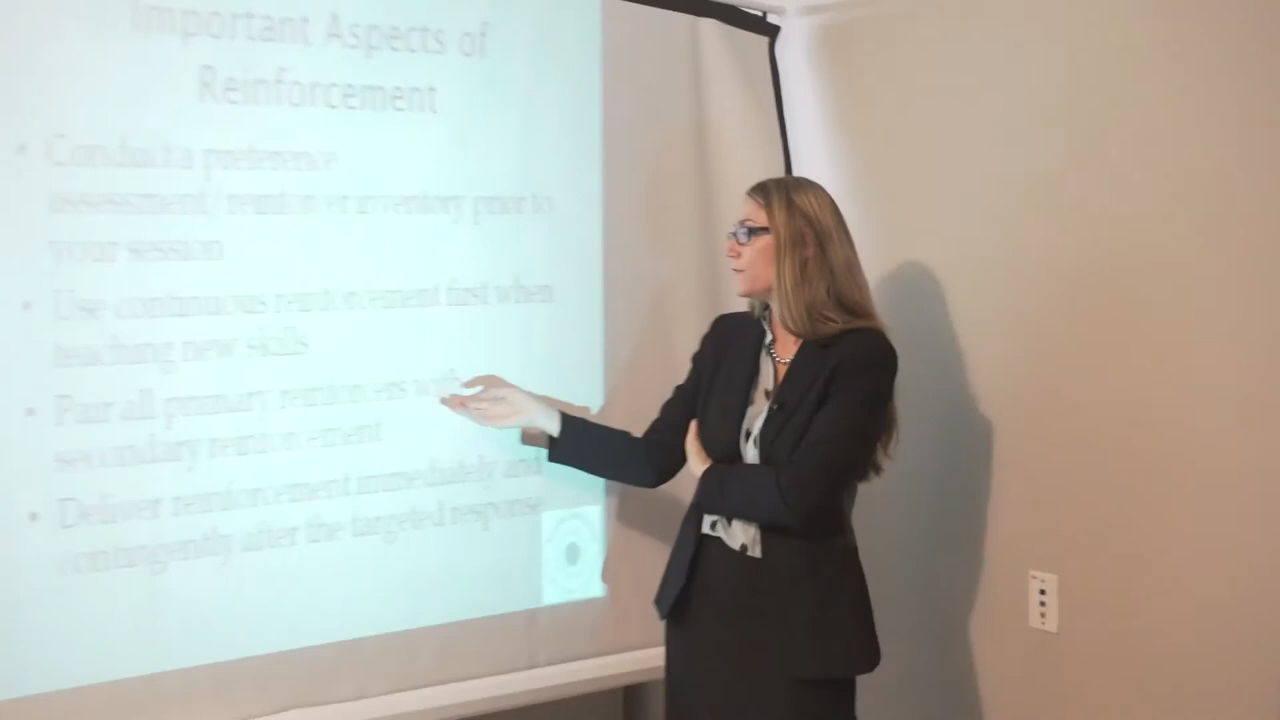 Important Aspects of
Reinforcement
• Conduct a preference
assessment/ reinforcer inventory prior to
your session
• Use continuous reinforcement first when
teaching new skills
• Pair all primary reinforcers with
secondary reinforcement
• Deliver reinforcement immediately and
contingently after the targeted response